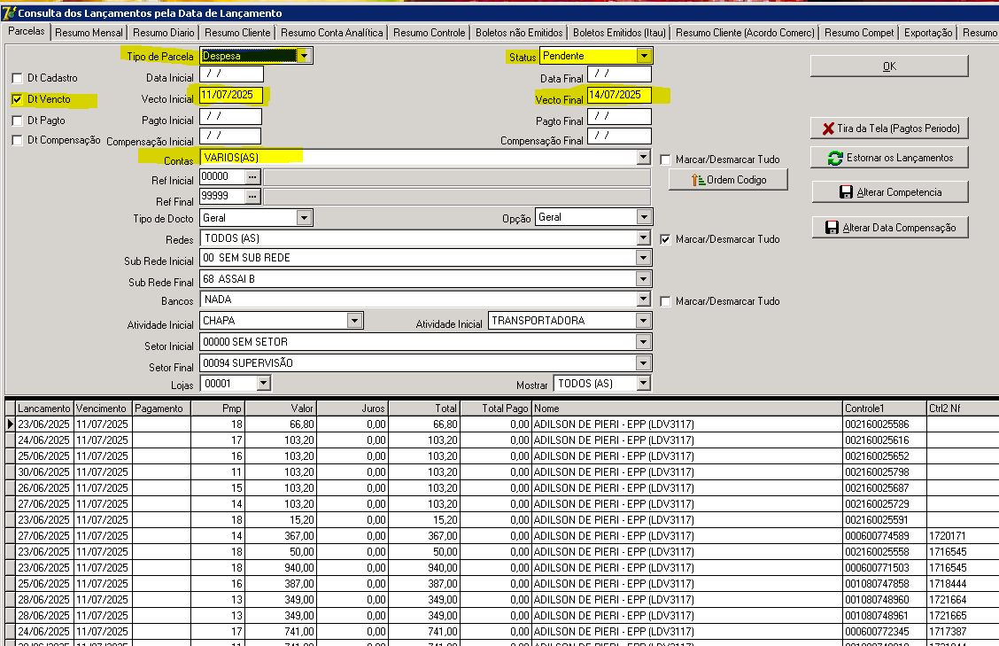 Consulta dos Lançamentos pela Data de Lançamento
Parcelas Resumo Mensal Resumo Diario Resumo Cliente Resumo Conta Analítica Resumo Controle Boletos não Emitidos Boletos Emitidos (Itau) Resumo Cliente (Acordo Comerc) Resumo Compet Exportação Resumo
Tipo de Parcela Despesa Status Pendente OK
Dt Cadastro Data Inicial / / Data Final / /
Dt Vencto Vecto Inicial 11/07/2025 Vecto Final 14/07/2025
Dt Pagto Pagto Inicial / / Pagto Final / / Tira da Tela (Pagtos Periodo)
Dt Compensação Compensação Inicial / / Compensação Final / /
Contas VARIOS(AS) Marcar/Desmarcar Tudo Estornar os Lançamentos
Ref Inicial 00000 ... Ordem Codigo
Ref Final 99999 ... Alterar Competencia
Tipo de Docto Geral Opção Geral
Redes TODOS (AS) Marcar/Desmarcar Tudo Alterar Data Compensação
Sub Rede Inicial 00 SEM SUB REDE
Sub Rede Final 68 ASSAI B
Bancos NADA Marcar/Desmarcar Tudo
Atividade Inicial CHAPA Atividade Inicial TRANSPORTADORA
Setor Inicial 00000 SEM SETOR
Setor Final 00094 SUPERVISÃO
Lojas 00001 Mostrar TODOS (AS)
Lancamento Vencimento Pagamento Pmp Valor Juros Total Total Pago Nome Controle1 Ctrl2 Nf
23/06/2025 11/07/2025 18 66,80 0,00 66,80 0,00 ADILSON DE PIERI - EPP (LDV3117) 002160025586
24/06/2025 11/07/2025 17 103,20 0,00 103,20 0,00 ADILSON DE PIERI - EPP (LDV3117) 002160025616
25/06/2025 11/07/2025 16 103,20 0,00 103,20 0,00 ADILSON DE PIERI - EPP (LDV3117) 002160025652
30/06/2025 11/07/2025 11 103,20 0,00 103,20 0,00 ADILSON DE PIERI - EPP (LDV3117) 002160025798
26/06/2025 11/07/2025 15 103,20 0,00 103,20 0,00 ADILSON DE PIERI - EPP (LDV3117) 002160025687
27/06/2025 11/07/2025 14 103,20 0,00 103,20 0,00 ADILSON DE PIERI - EPP (LDV3117) 002160025729
23/06/2025 11/07/2025 18 15,20 0,00 15,20 0,00 ADILSON DE PIERI - EPP (LDV3117) 002160025591
27/06/2025 11/07/2025 14 367,00 0,00 367,00 0,00 ADILSON DE PIERI - EPP (LDV3117) 000600774589 1720171
23/06/2025 11/07/2025 18 50,00 0,00 50,00 0,00 ADILSON DE PIERI - EPP (LDV3117) 002160025558 1716545
23/06/2025 11/07/2025 18 940,00 0,00 940,00 0,00 ADILSON DE PIERI - EPP (LDV3117) 000600771503 1716545
25/06/2025 11/07/2025 16 387,00 0,00 387,00 0,00 ADILSON DE PIERI - EPP (LDV3117) 001080747858 1718444
28/06/2025 11/07/2025 13 349,00 0,00 349,00 0,00 ADILSON DE PIERI - EPP (LDV3117) 001080748960 1721664
28/06/2025 11/07/2025 13 349,00 0,00 349,00 0,00 ADILSON DE PIERI - EPP (LDV3117) 001080748961 1721665
24/06/2025 11/07/2025 17 741,00 0,00 741,00 0,00 ADILSON DE PIERI - EPP (LDV3117) 000600772345 1717387